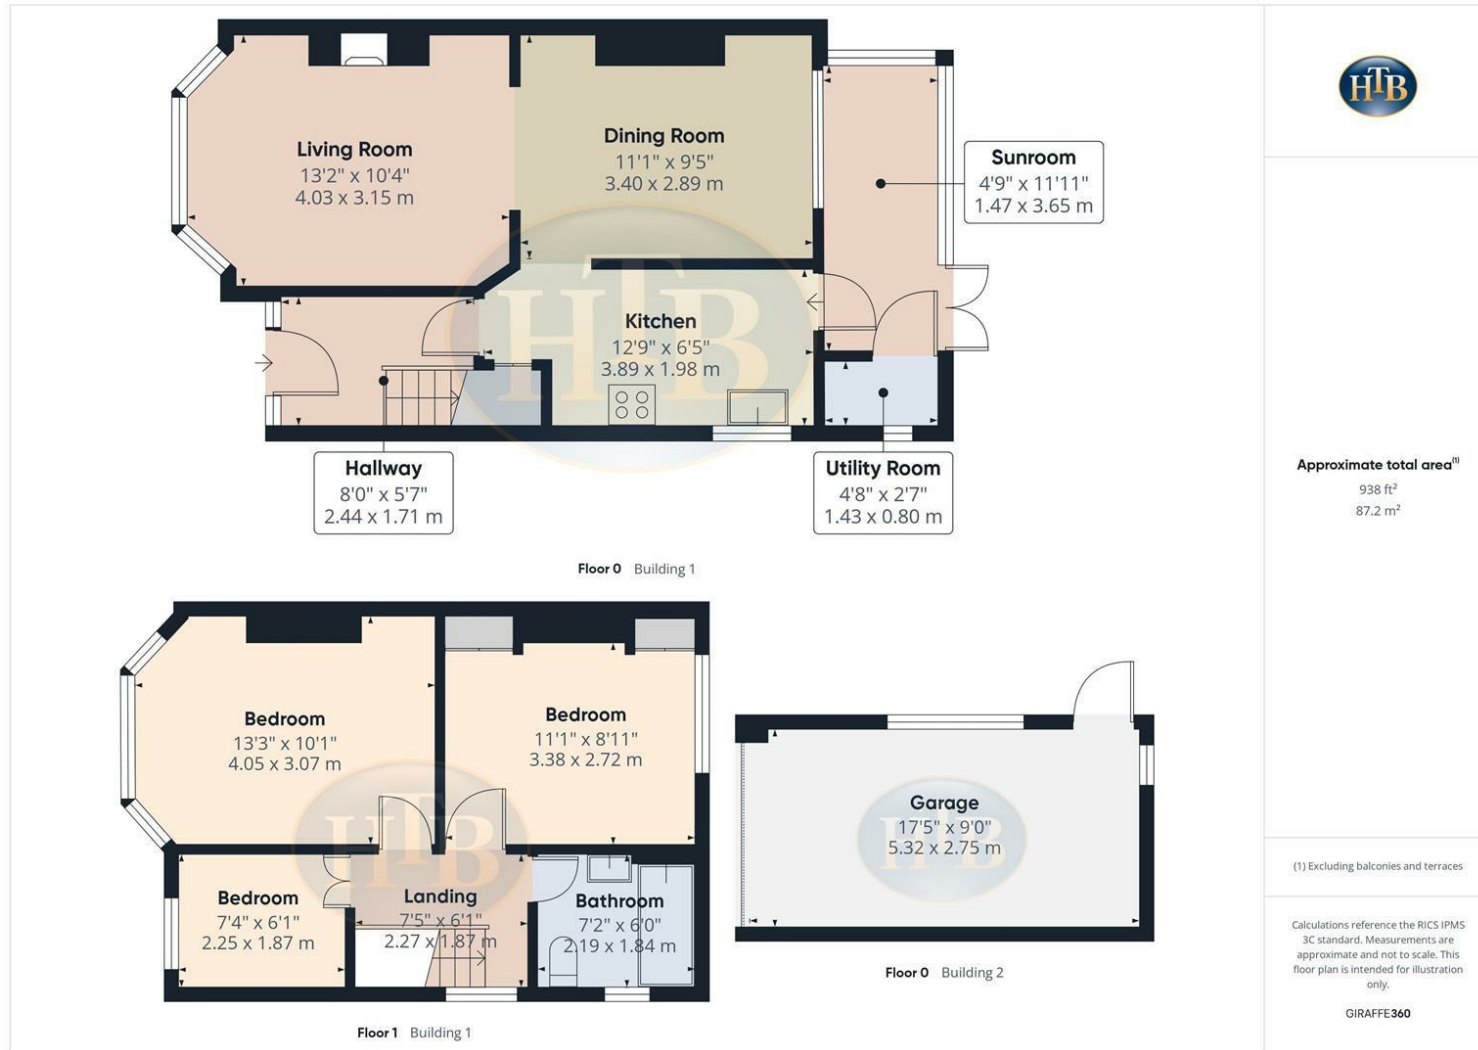 Living Room
13'2" x 10'4"
4.03 x 3.15 m
Dining Room
11'1" x 9'5"
3.40 x 2.89 m
Sunroom
4'9" x 11'11"
1.47 x 3.65 m
Kitchen
12'9" x 6'5"
3.89 x 1.98 m
Hallway
8'0" x 5'7"
2.44 x 1.71 m
Utility Room
4'8" x 2'7"
1.43 x 0.80 m
HTB
Floor 0 Building 1
Bedroom
13'3" x 10'1"
4.05 x 3.07 m
Bedroom
11'1" x 8'11"
3.38 x 2.72 m
HTB
Bedroom
7'4" x 6'1"
2.25 x 1.87 m
Landing
7'5" x 6'1"
2.27 x 1.87 m
Bathroom
7'2" x 6'0"
2.19 x 1.84 m
Floor 1 Building 1
Garage
17'5" x 9'0"
5.32 x 2.75 m
HTB
Floor 0 Building 2
HTB
Approximate total area(1)
938 ft²
87.2 m²
(1) Excluding balconies and terraces
Calculations reference the RICS IPMS
3C standard. Measurements are
approximate and not to scale. This
floor plan is intended for illustration
only.
GIRAFFE360